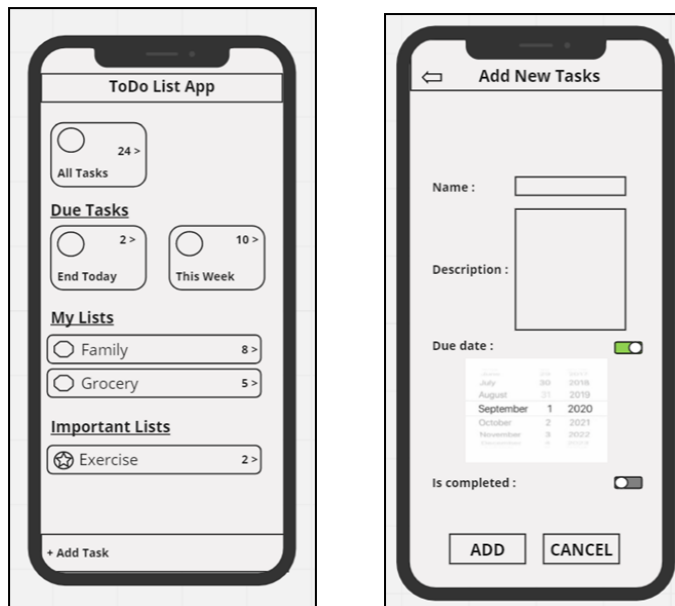 ToDo List App
24 >
All Tasks
Due Tasks
2 >
10 >
End Today
This Week
My Lists
Family 8 >
Grocery 5 >
Important Lists
Exercise 2 >
+ Add Task
Add New Tasks
Name :
Description :
Due date :
July 30 2018
August 31 2019
September 1 2020
October 2 2021
November 3 2022
Is completed :
ADD CANCEL